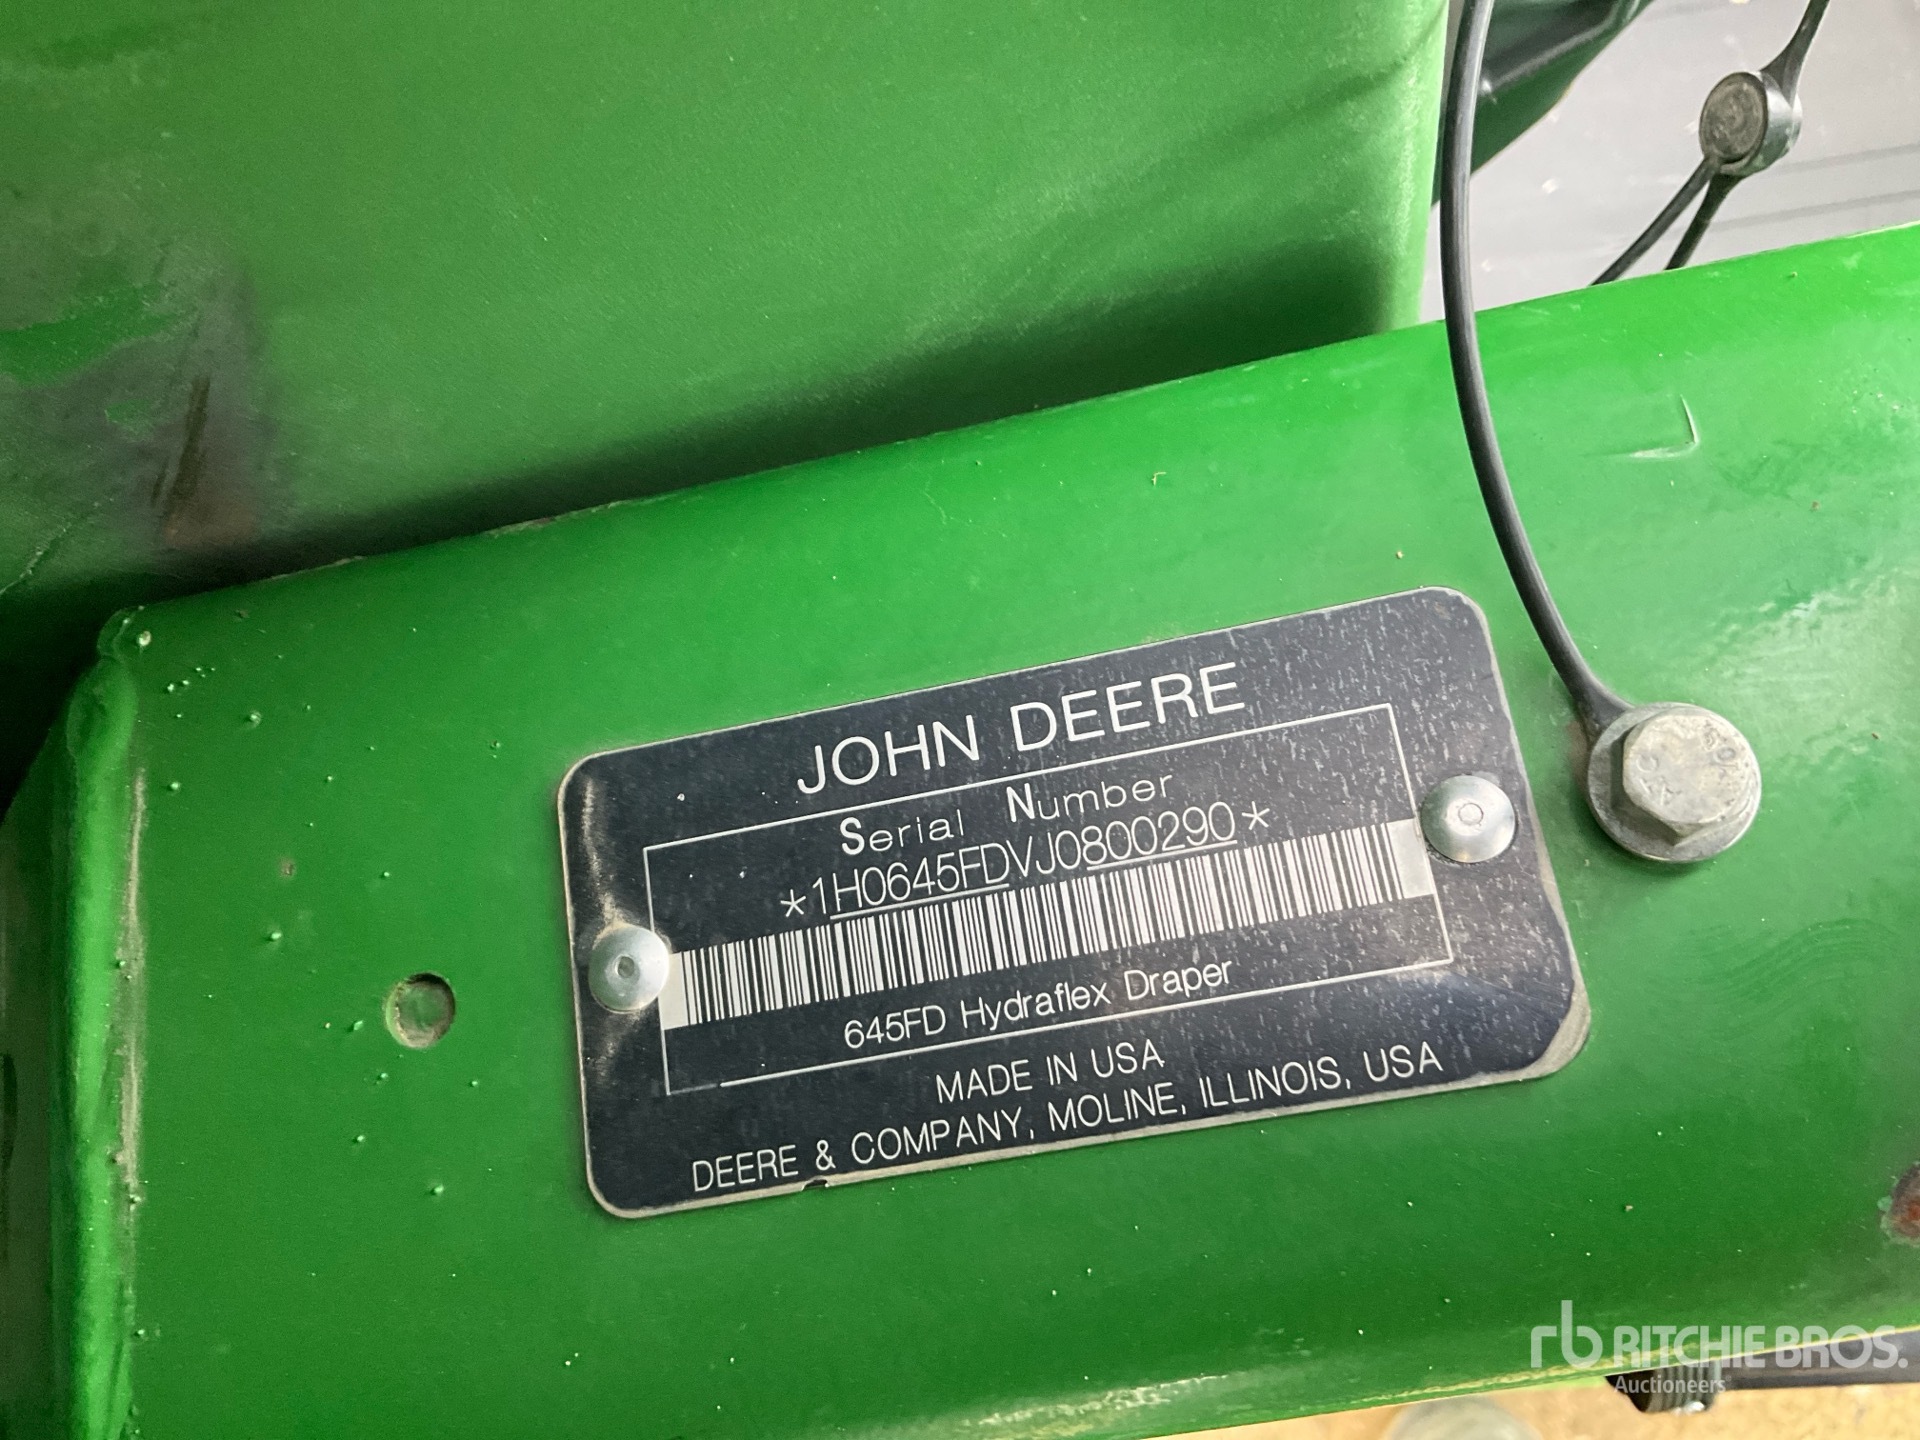 JOHN DEERE
Serial Number
*1H0645FDVJ0800290*
645FD Hydraflex Draper
MADE IN USA
DEERE & COMPANY, MOLINE, ILLINOIS, USA
rb RITCHIE BROS.
Auctioneers